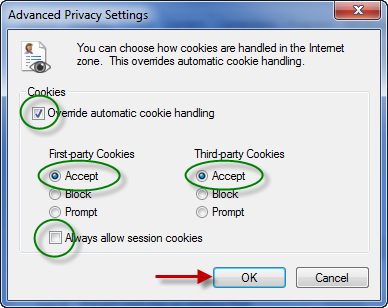 Advanced Privacy Settings
You can choose how cookies are handled in the Internet
zone. This overrides automatic cookie handling.
Cookies
Override automatic cookie handling
First-party Cookies
Third-party Cookies
Accept
Accept
Block
Block
Prompt
Prompt
Always allow session cookies
OK
Cancel